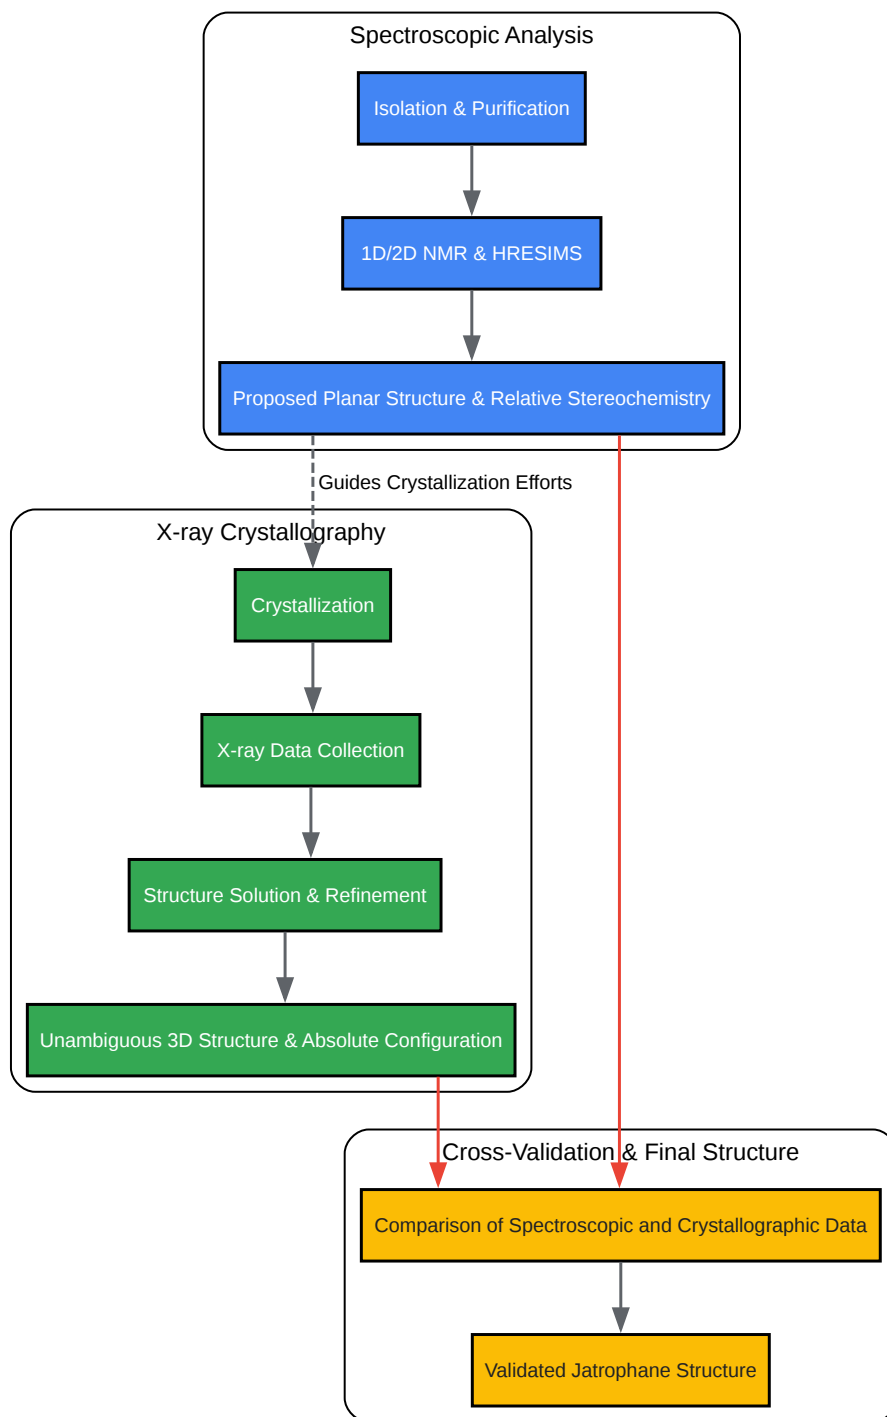 Spectroscopic Analysis
Isolation & Purification
1D/2D NMR & HRESIMS
Proposed Planar Structure & Relative Stereochemistry
Guides Crystallization Efforts
X-ray Crystallography
Crystallization
X-ray Data Collection
Structure Solution & Refinement
Unambiguous 3D Structure & Absolute Configuration
Cross-Validation & Final Structure
Comparison of Spectroscopic and Crystallographic Data
Validated Jatrophane Structure